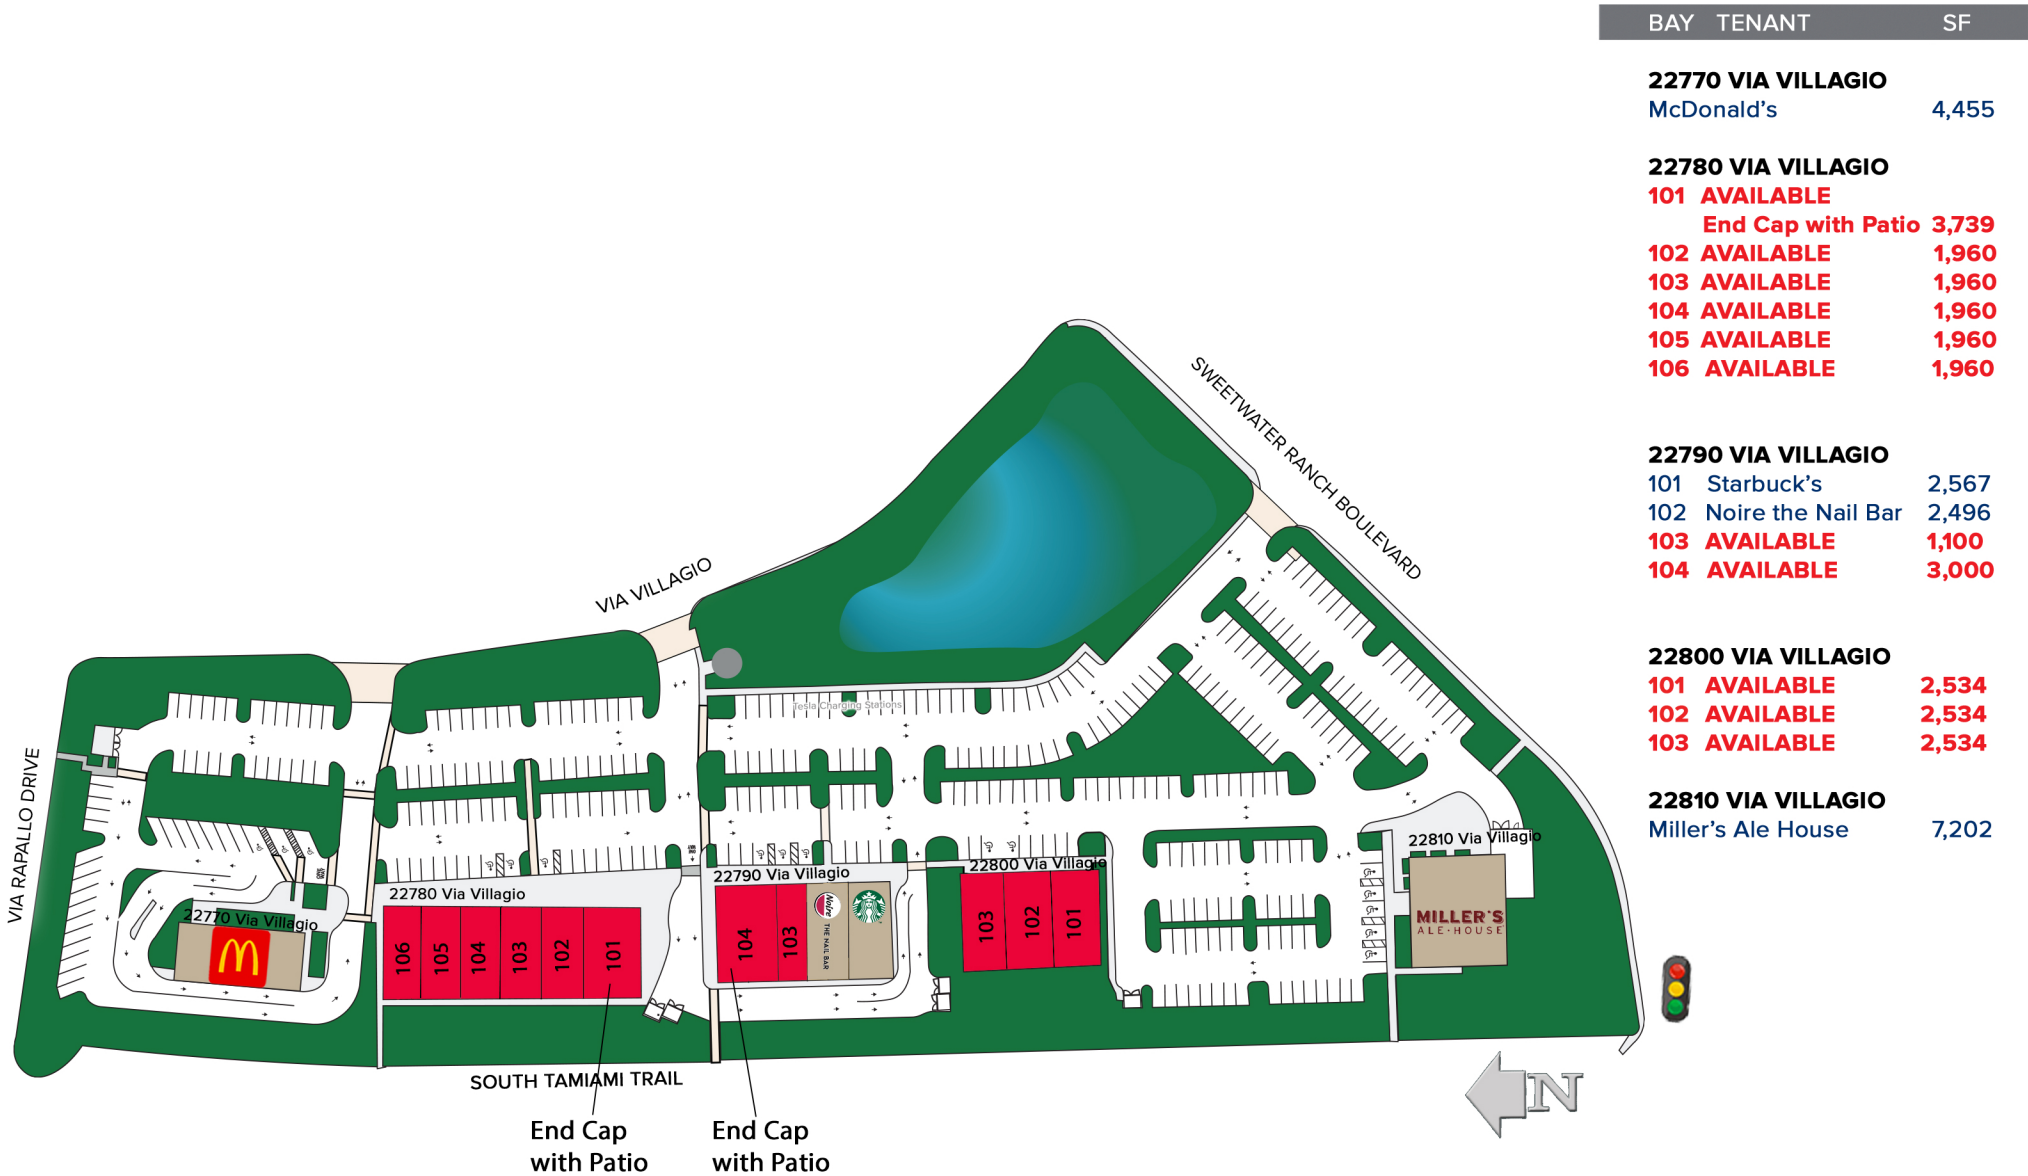 BAY TENANT SF
22770 VIA VILLAGIO
McDonald's 4,455
22780 VIA VILLAGIO
101 AVAILABLE
End Cap with Patio 3,739
102 AVAILABLE 1,960
103 AVAILABLE 1,960
104 AVAILABLE 1,960
105 AVAILABLE 1,960
106 AVAILABLE 1,960
22790 VIA VILLAGIO
101 Starbuck's 2,567
102 Noire the Nail Bar 2,496
103 AVAILABLE 1,100
104 AVAILABLE 3,000
22800 VIA VILLAGIO
101 AVAILABLE 2,534
102 AVAILABLE 2,534
103 AVAILABLE 2,534
22810 VIA VILLAGIO
Miller's Ale House 7,202
SWEETWATER RANCH BOULEVARD
VIA VILLAGIO
Tesla Charging Stations
VIA RAPALLO DRIVE
22770 Via Villagio
22780 Via Villagio
106
105
104
103
102
101
22790 Via Villagio
104
103
Noire
THE NAIL BAR
22800 Via Villagio
103
102
101
22810 Via Villagio
MILLER'S
ALE·HOUSE
SOUTH TAMIAMI TRAIL
End Cap
with Patio
End Cap
with Patio
N